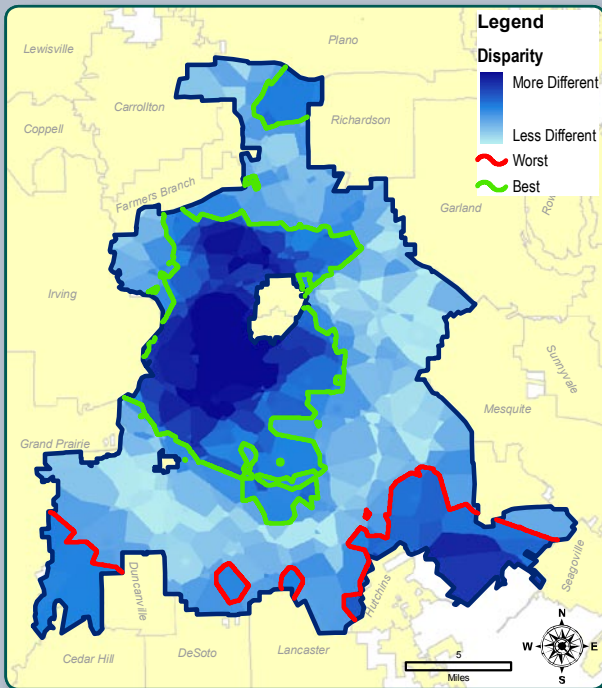 Legend
Disparity
More Different
Less Different
Worst
Best
Lewisville
Plano
Carrollton
Richardson
Coppell
Farmers Branch
Garland
Irving
Sunnyvale
Mesquite
Grand Prairie
Seagoville
Duncanville
Hutchins
Cedar Hill
DeSoto
Lancaster
N
W
E
S
5
Miles